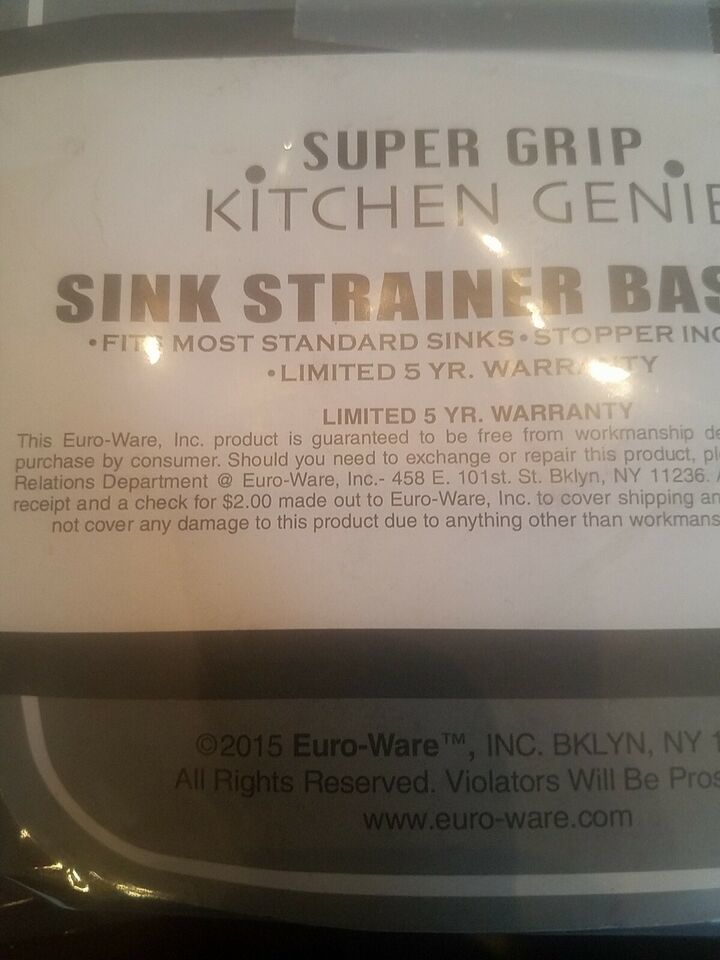 SUPER GRIP
KITCHEN GENIE
SINK STRAINER
•FITS MOST STANDARD SINKS•STOPPER
•LIMITED 5 YR. WARRANTY
LIMITED 5 YR. WARRANTY
This Euro-Ware, Inc. product is guaranteed to be free from workmanship
purchase by consumer. Should you need to exchange or repair this product,
Relations Department @ Euro-Ware, Inc.- 458 E. 101st. St. Bklyn, NY 11236.
receipt and a check for $2.00 made out to Euro-Ware, Inc. to cover shipping
not cover any damage to this product due to anything other than
©2015 Euro-Ware™, INC. BKLYN, NY
All Rights Reserved. Violators Will Be
www.euro-ware.com